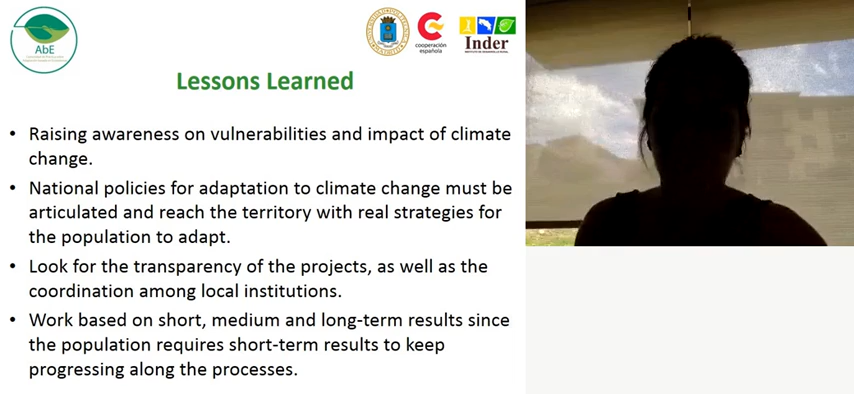 AbE
cooperación
española
Inder
Lessons Learned
• Raising awareness on vulnerabilities and impact of climate
change.
• National policies for adaptation to climate change must be
articulated and reach the territory with real strategies for
the population to adapt.
• Look for the transparency of the projects, as well as the
coordination among local institutions.
• Work based on short, medium and long-term results since
the population requires short-term results to keep
progressing along the processes.